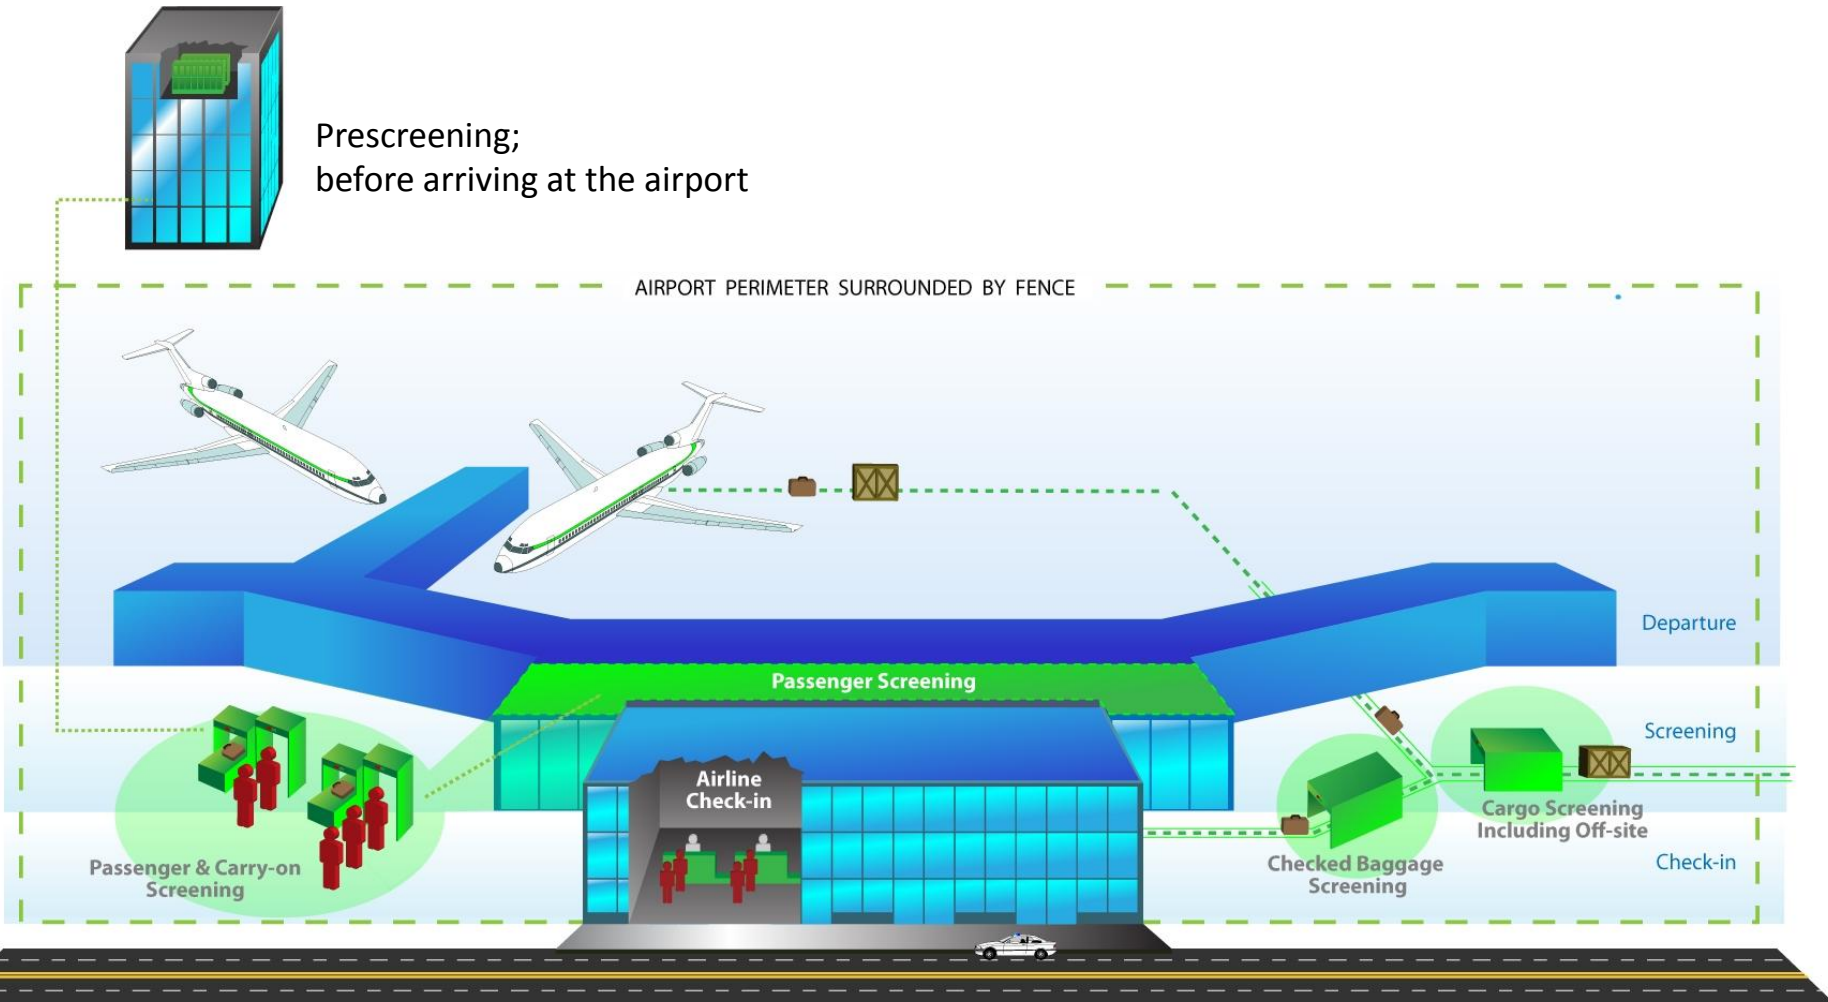 Prescreening;
before arriving at the airport
AIRPORT PERIMETER SURROUNDED BY FENCE
Departure
Passenger Screening
Screening
Airline
Check-in
Cargo Screening
Including Off-site
Passenger & Carry-on
Screening
Checked Baggage
Screening
Check-in